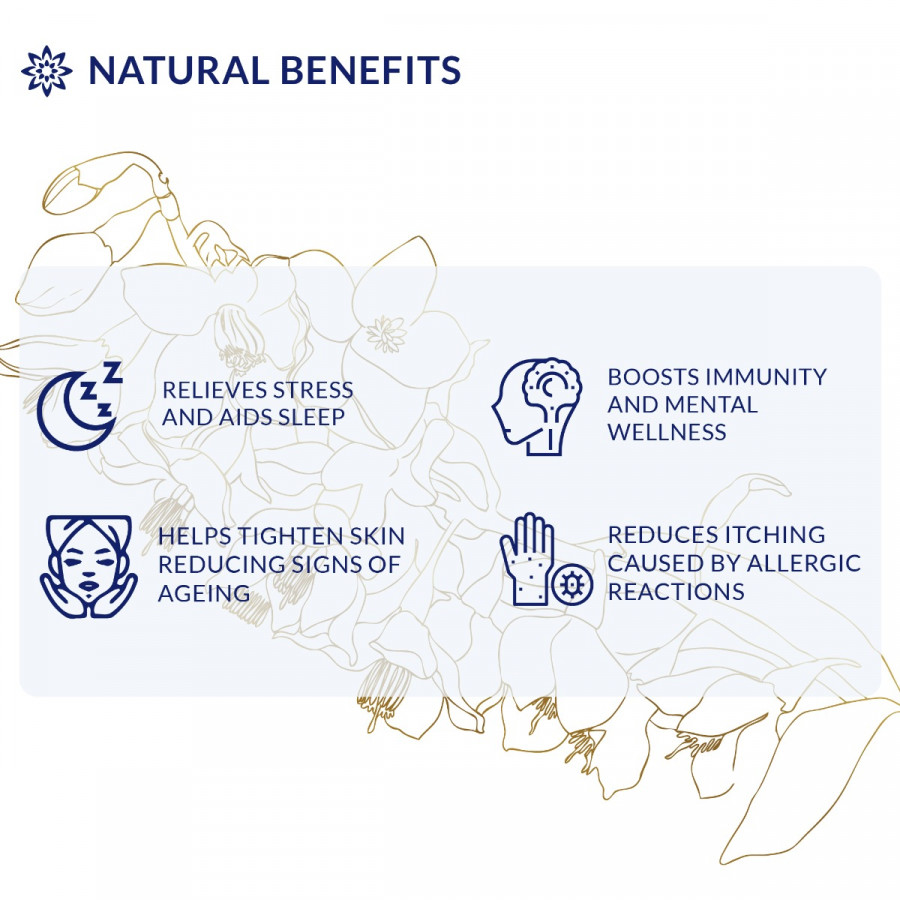 NATURAL BENEFITS
RELIEVES STRESS
AND AIDS SLEEP
BOOSTS IMMUNITY
AND MENTAL
WELLNESS
HELPS TIGHTEN SKIN
REDUCING SIGNS OF
AGEING
REDUCES ITCHING
CAUSED BY ALLERGIC
REACTIONS